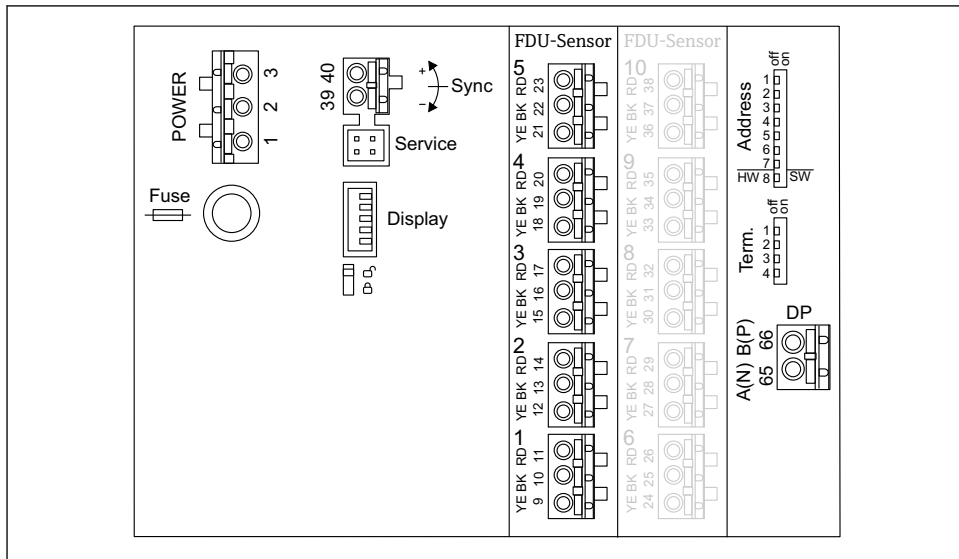 POWER
3
2
1
Fuse
39 40
+
−
Sync
Service
Display
FDU-Sensor
5
YE BK RD
21 22 23
4
YE BK RD
18 19 20
3
YE BK RD
15 16 17
2
YE BK RD
12 13 14
1
YE BK RD
9 10 11
FDU-Sensor
10
YE BK RD
36 37 38
9
YE BK RD
33 34 35
8
YE BK RD
30 31 32
7
YE BK RD
27 28 29
6
YE BK RD
24 25 26
Address
off
on
1
2
3
4
5
6
7
HW 8 SW
Term.
off
on
1
2
3
4
DP
A(N) B(P)
65 66